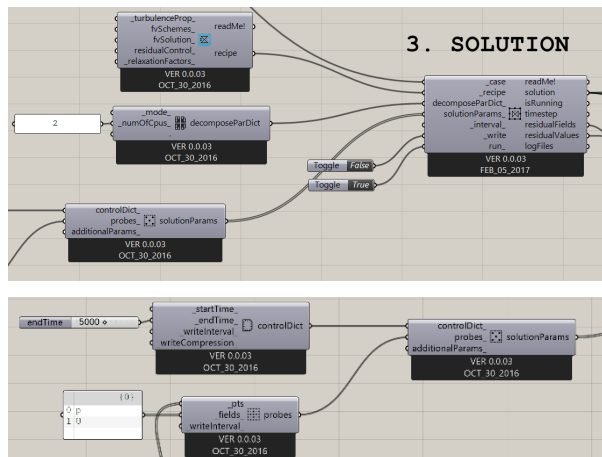 _turbulenceProp_
fvSchemes_
fvSolution_
residualControl_
_relaxationFactors_
readMe!
recipe
VER 0.0.03
OCT_30_2016
3. SOLUTION
_case
_recipe
decomposeParDict_
solutionParams_
_interval_
_write_
run_
readMe!
solution
isRunning
timestep
residualFields
residualValues
logFiles
VER 0.0.03
FEB_05_2017
2
_mode_
_numOfCpus_
decomposeParDict
VER 0.0.03
OCT_30_2016
Toggle False
Toggle True
controlDict_
probes_
additionalParams_
solutionParams
VER 0.0.03
OCT_30_2016
endTime 5000
_startTime_
_endTime_
_writeInterval_
writeCompression
controlDict
VER 0.0.03
OCT_30_2016
controlDict_
probes_
additionalParams_
solutionParams
VER 0.0.03
OCT_30_2016
{0}
0 p
1 U
_pts
_fields_
writeInterval_
probes
VER 0.0.03
OCT_30_2016